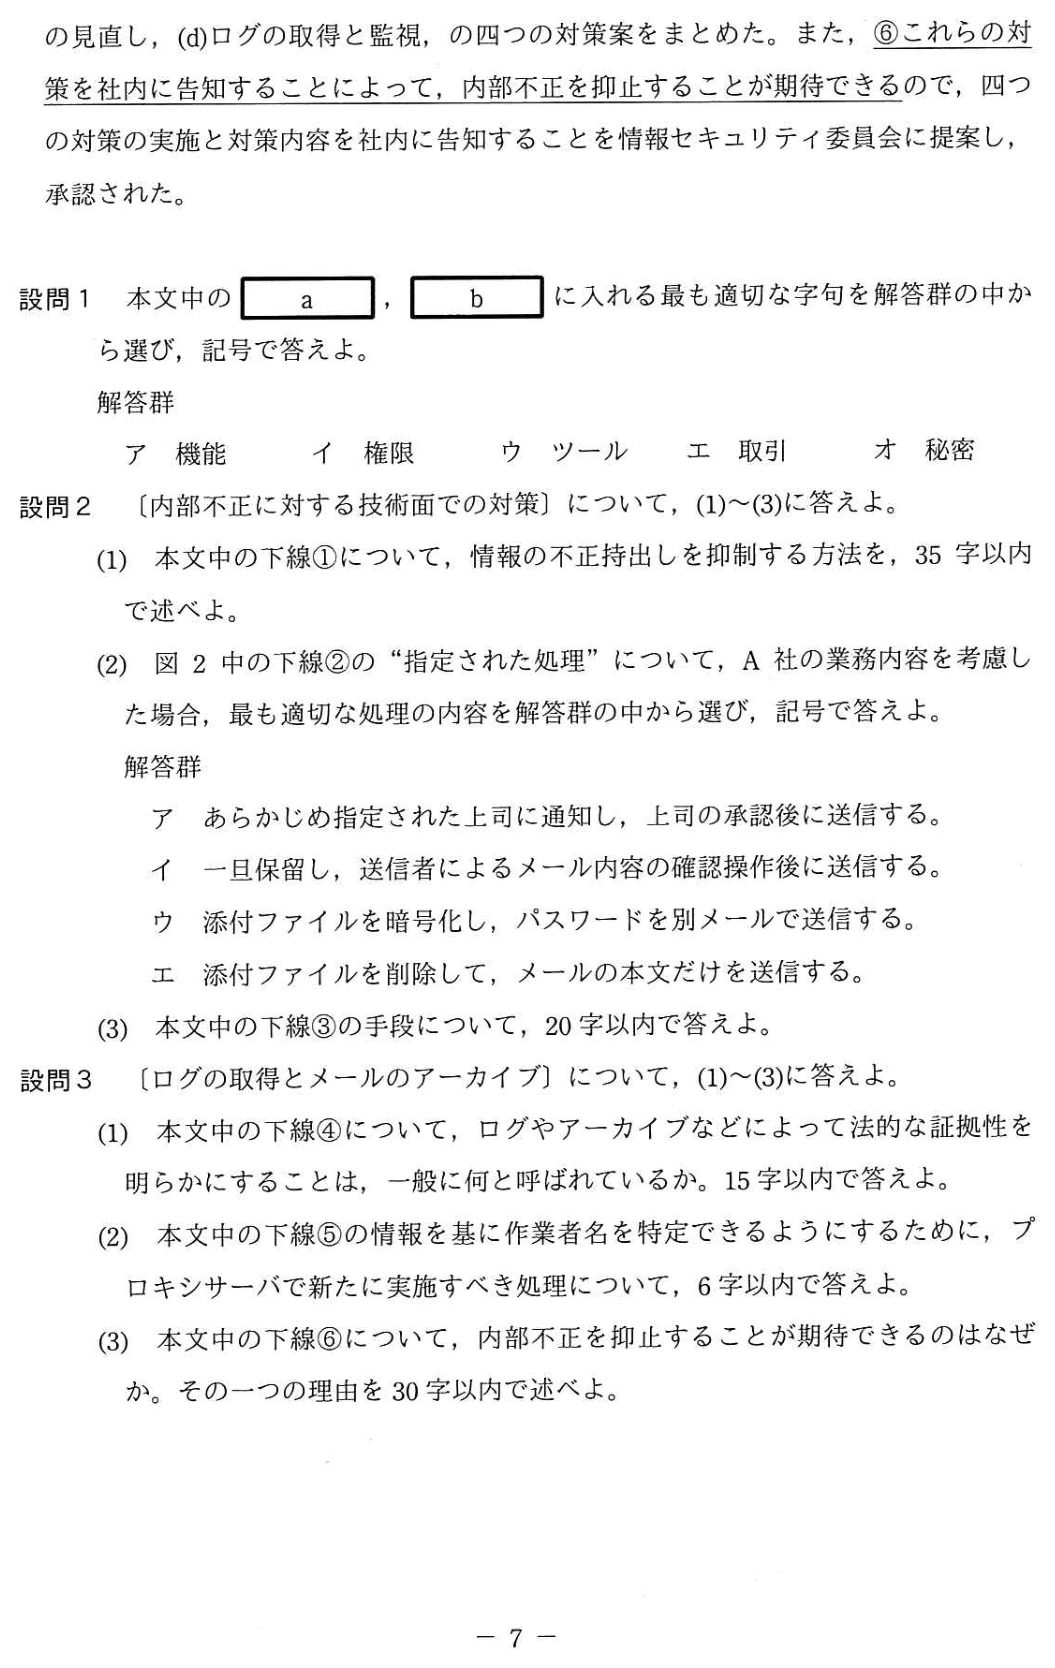 の見直し，(d)ログの取得と監視，の四つの対策案をまとめた。また，⑥これらの対
策を社内に告知することによって，内部不正を抑止することが期待できるので，四つ
の対策の実施と対策内容を社内に告知することを情報セキュリティ委員会に提案し，
承認された。
設問1 本文中の a ， b に入れる最も適切な字句を解答群の中か
ら選び，記号で答えよ。
解答群
ア 機能 イ 権限 ウ ツール エ 取引 オ 秘密
設問2 〔内部不正に対する技術面での対策〕について，(1)～(3)に答えよ。
(1) 本文中の下線①について，情報の不正持出しを抑制する方法を，35 字以内
で述べよ。
(2) 図 2 中の下線②の“指定された処理”について，A 社の業務内容を考慮し
た場合，最も適切な処理の内容を解答群の中から選び，記号で答えよ。
解答群
ア あらかじめ指定された上司に通知し，上司の承認後に送信する。
イ 一旦保留し，送信者によるメール内容の確認操作後に送信する。
ウ 添付ファイルを暗号化し，パスワードを別メールで送信する。
エ 添付ファイルを削除して，メールの本文だけを送信する。
(3) 本文中の下線③の手段について，20 字以内で答えよ。
設問3 〔ログの取得とメールのアーカイブ〕について，(1)～(3)に答えよ。
(1) 本文中の下線④について，ログやアーカイブなどによって法的な証拠性を
明らかにすることは，一般に何と呼ばれているか。15 字以内で答えよ。
(2) 本文中の下線⑤の情報を基に作業者名を特定できるようにするために，プ
ロキシサーバで新たに実施すべき処理について，6 字以内で答えよ。
(3) 本文中の下線⑥について，内部不正を抑止することが期待できるのはなぜ
か。その一つの理由を 30 字以内で述べよ。
－ 7 －